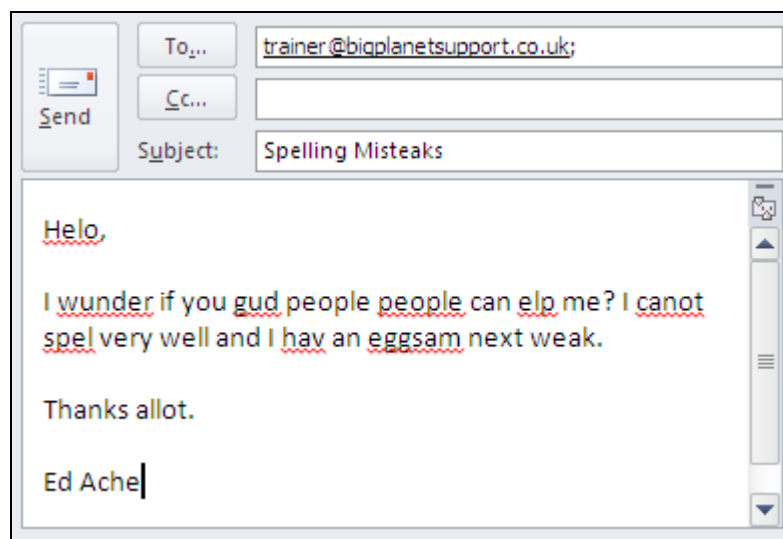 To...
trainer@bigplanetsupport.co.uk;
Send
Cc...
Subject:
Spelling Misteaks
Helo,
I wunder if you gud people people can elp me? I canot
spel very well and I hav an eggsam next weak.
Thanks allot.
Ed Ache